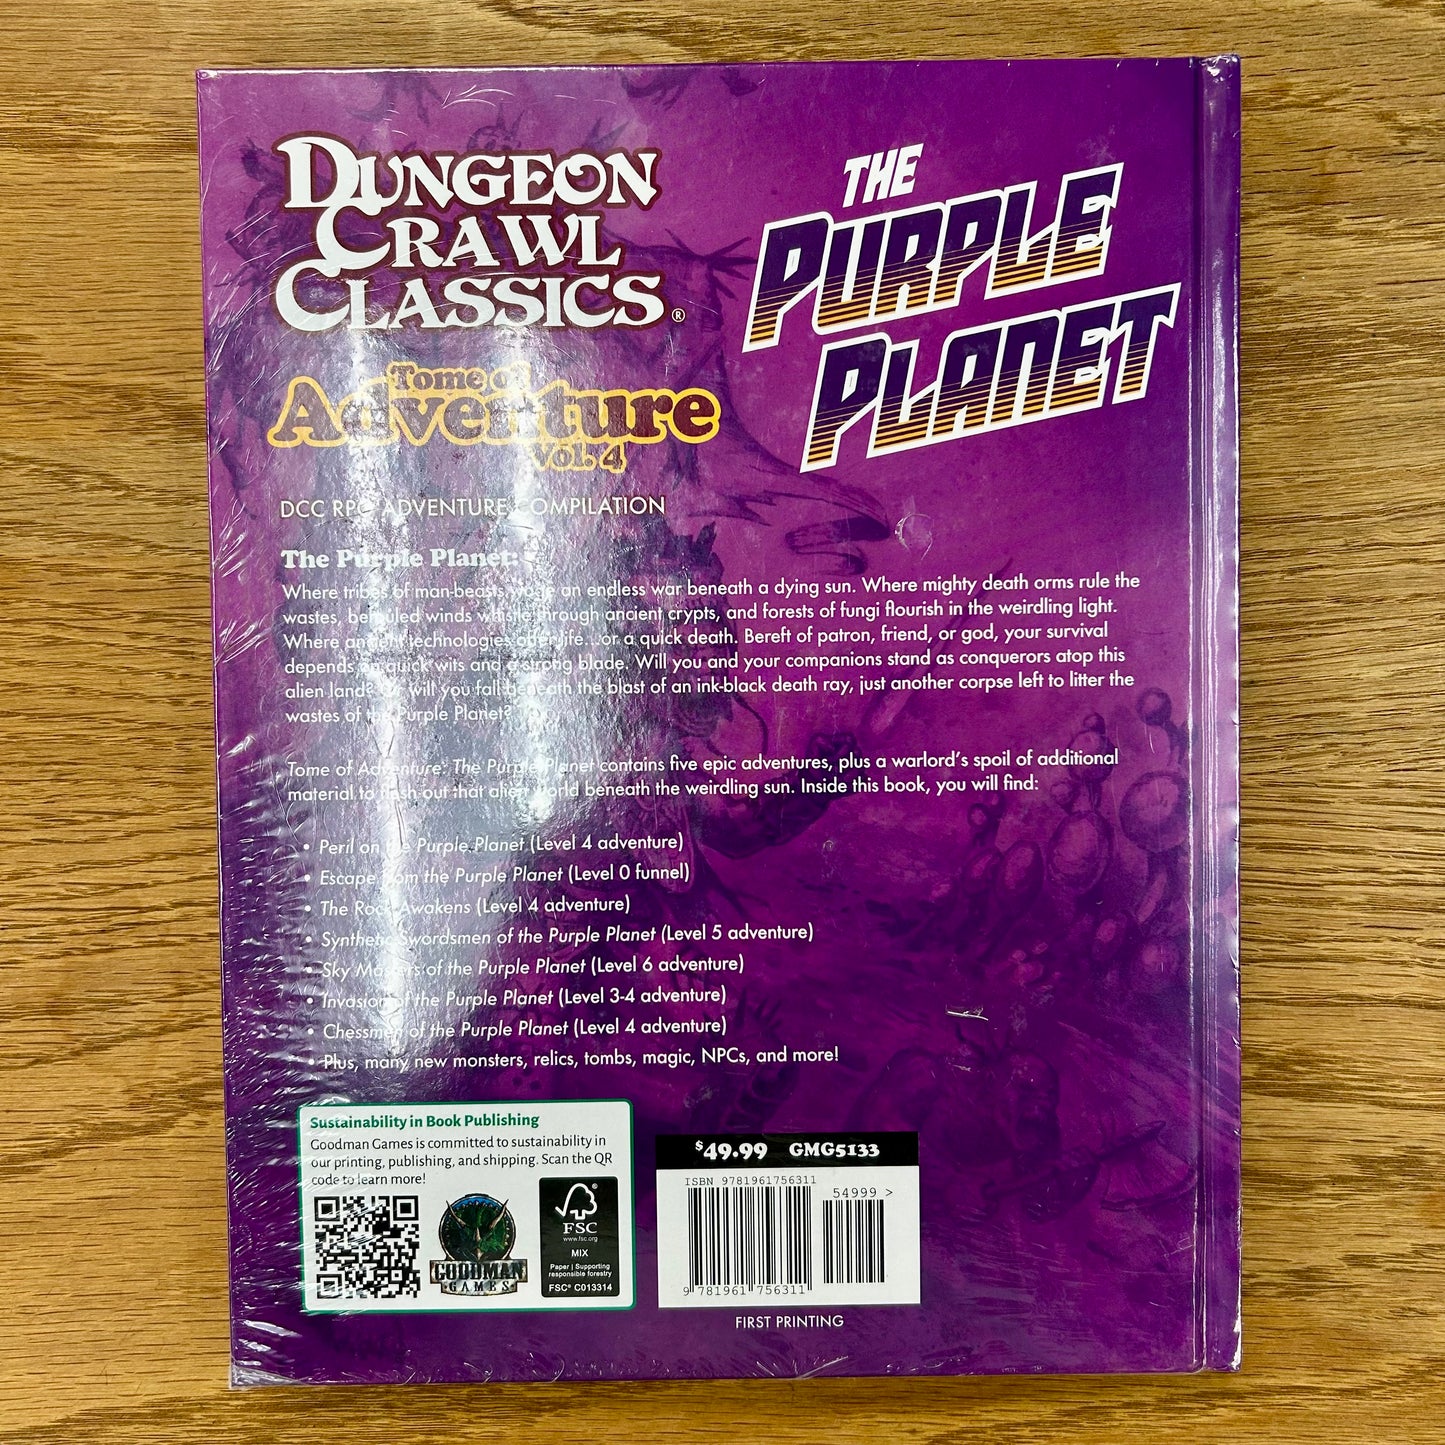 DUNGEON
CRAWL
CLASSICS®
THE
PURPLE
PLANET
Tome of
Adventure
Vol. 4
DCC RPG ADVENTURE COMPILATION
The Purple Planet:
Where tribes of man-beasts wage an endless war beneath a dying sun. Where mighty death orms rule the
wastes, befouled winds whistle through ancient crypts, and forests of fungi flourish in the weirdling light.
Where ancient technologies offer life...or a quick death. Bereft of patron, friend, or god, your survival
depends on quick wits and a strong blade. Will you and your companions stand as conquerors atop this
alien land? Or will you fall beneath the blast of an ink-black death ray, just another corpse left to litter the
wastes of the Purple Planet?
Tome of Adventure: The Purple Planet contains five epic adventures, plus a warlord's spoil of additional
material to flesh out that alien world beneath the weirdling sun. Inside this book, you will find:
• Peril on the Purple Planet (Level 4 adventure)
• Escape from the Purple Planet (Level 0 funnel)
• The Rock Awakens (Level 4 adventure)
• Synthetic Swordsmen of the Purple Planet (Level 5 adventure)
• Sky Masters of the Purple Planet (Level 6 adventure)
• Invasion of the Purple Planet (Level 3-4 adventure)
• Chessmen of the Purple Planet (Level 4 adventure)
• Plus, many new monsters, relics, tombs, magic, NPCs, and more!
Sustainability in Book Publishing
Goodman Games is committed to sustainability in
our printing, publishing, and shipping. Scan the QR
code to learn more!
GOODMAN
GAMES
FSC
www.fsc.org
MIX
Paper | Supporting
responsible forestry
FSC® C013314
$49.99 GMG5133
ISBN 9781961756311
54999 >
9 781961 756311
FIRST PRINTING